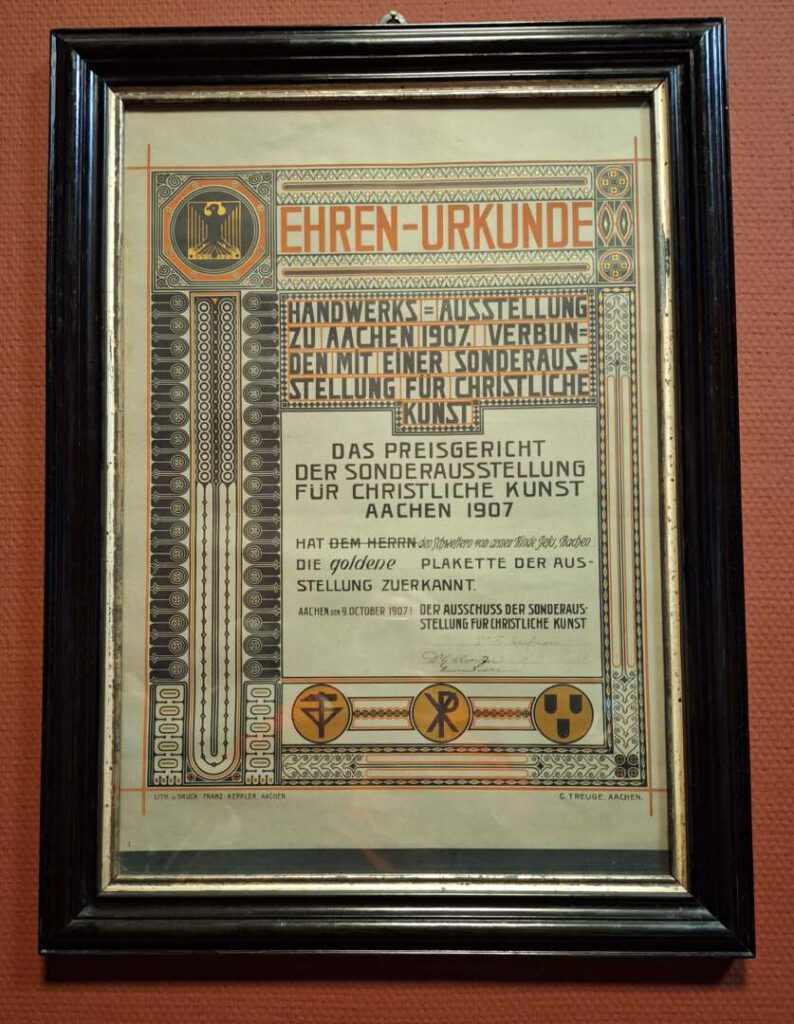 EHREN-URKUNDE
HANDWERKS=AUSSTELLUNG
ZU AACHEN 1907. VERBUN=
DEN MIT EINER SONDERAUS=
STELLUNG FÜR CHRISTLICHE
KUNST
DAS PREISGERICHT
DER SONDERAUSSTELLUNG
FÜR CHRISTLICHE KUNST
AACHEN 1907
HAT DEM HERRN den Schwestern vom armen Kinde Jesu, Aachen
DIE goldene PLAKETTE DER AUS-
STELLUNG ZUERKANNT.
AACHEN, DEN 9. OCTOBER 1907: DER AUSSCHUSS DER SONDERAUS-
STELLUNG FÜR CHRISTLICHE KUNST
LITH u. DRUCK FRANZ KEPPLER, AACHEN
C. TREUGE, AACHEN.